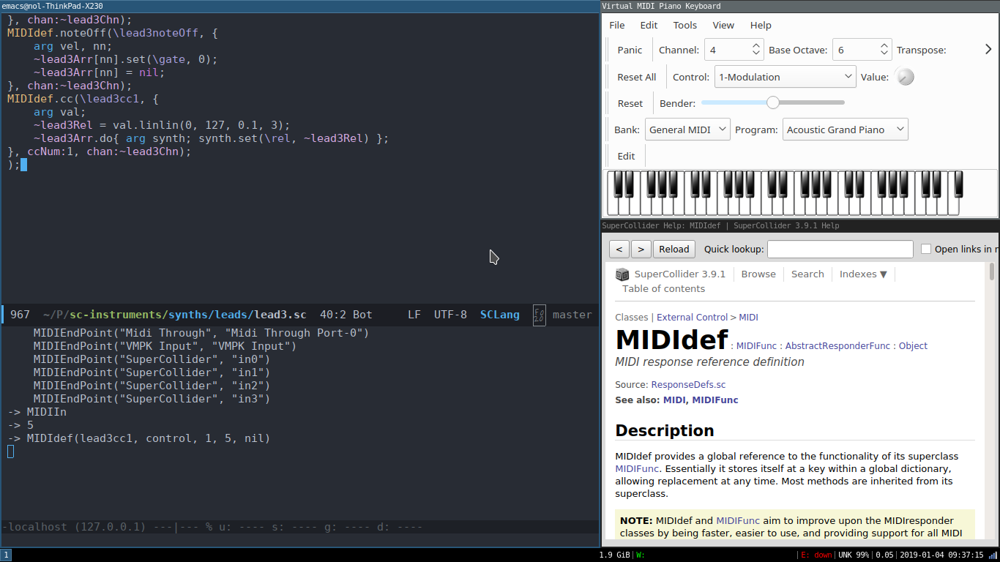 emacs@nol-ThinkPad-X230
}, chan:~lead3Chn);
MIDIdef.noteOff(\lead3noteOff, {
    arg vel, nn;
    ~lead3Arr[nn].set(\gate, 0);
    ~lead3Arr[nn] = nil;
}, chan:~lead3Chn);
MIDIdef.cc(\lead3cc1, {
    arg val;
    ~lead3Rel = val.linlin(0, 127, 0.1, 3);
    ~lead3Arr.do{ arg synth; synth.set(\rel, ~lead3Rel) };
}, ccNum:1, chan:~lead3Chn);
);
967  ~/P/sc-instruments/synths/leads/lead3.sc  40:2 Bot  LF  UTF-8  SCLang  master
    MIDIEndPoint("Midi Through", "Midi Through Port-0")
    MIDIEndPoint("VMPK Input", "VMPK Input")
    MIDIEndPoint("SuperCollider", "in0")
    MIDIEndPoint("SuperCollider", "in1")
    MIDIEndPoint("SuperCollider", "in2")
    MIDIEndPoint("SuperCollider", "in3")
-> MIDIIn
-> 5
-> MIDIdef(lead3cc1, control, 1, 5, nil)
-localhost (127.0.0.1) ---|--- % u: ---- s: ---- g: ---- d: ----
Virtual MIDI Piano Keyboard
File Edit Tools View Help
Panic Channel: 4 Base Octave: 6 Transpose:
Reset All Control: 1-Modulation Value:
Reset Bender:
Bank: General MIDI Program: Acoustic Grand Piano
Edit
SuperCollider Help: MIDIdef | SuperCollider 3.9.1 Help
< > Reload Quick lookup: Open links in
SuperCollider 3.9.1 Browse Search Indexes ▼
Table of contents
Classes | External Control > MIDI
MIDIdef : MIDIFunc : AbstractResponderFunc : Object
MIDI response reference definition
Source: ResponseDefs.sc
See also: MIDI, MIDIFunc
Description
MIDIdef provides a global reference to the functionality of its superclass
MIDIFunc. Essentially it stores itself at a key within a global dictionary,
allowing replacement at any time. Most methods are inherited from its
superclass.
NOTE: MIDIdef and MIDIFunc aim to improve upon the MIDIresponder
classes by being faster, easier to use, and providing support for all MIDI
1 1.9 GiB|W: |E: down|UNK 99%|0.05|2019-01-04 09:37:15